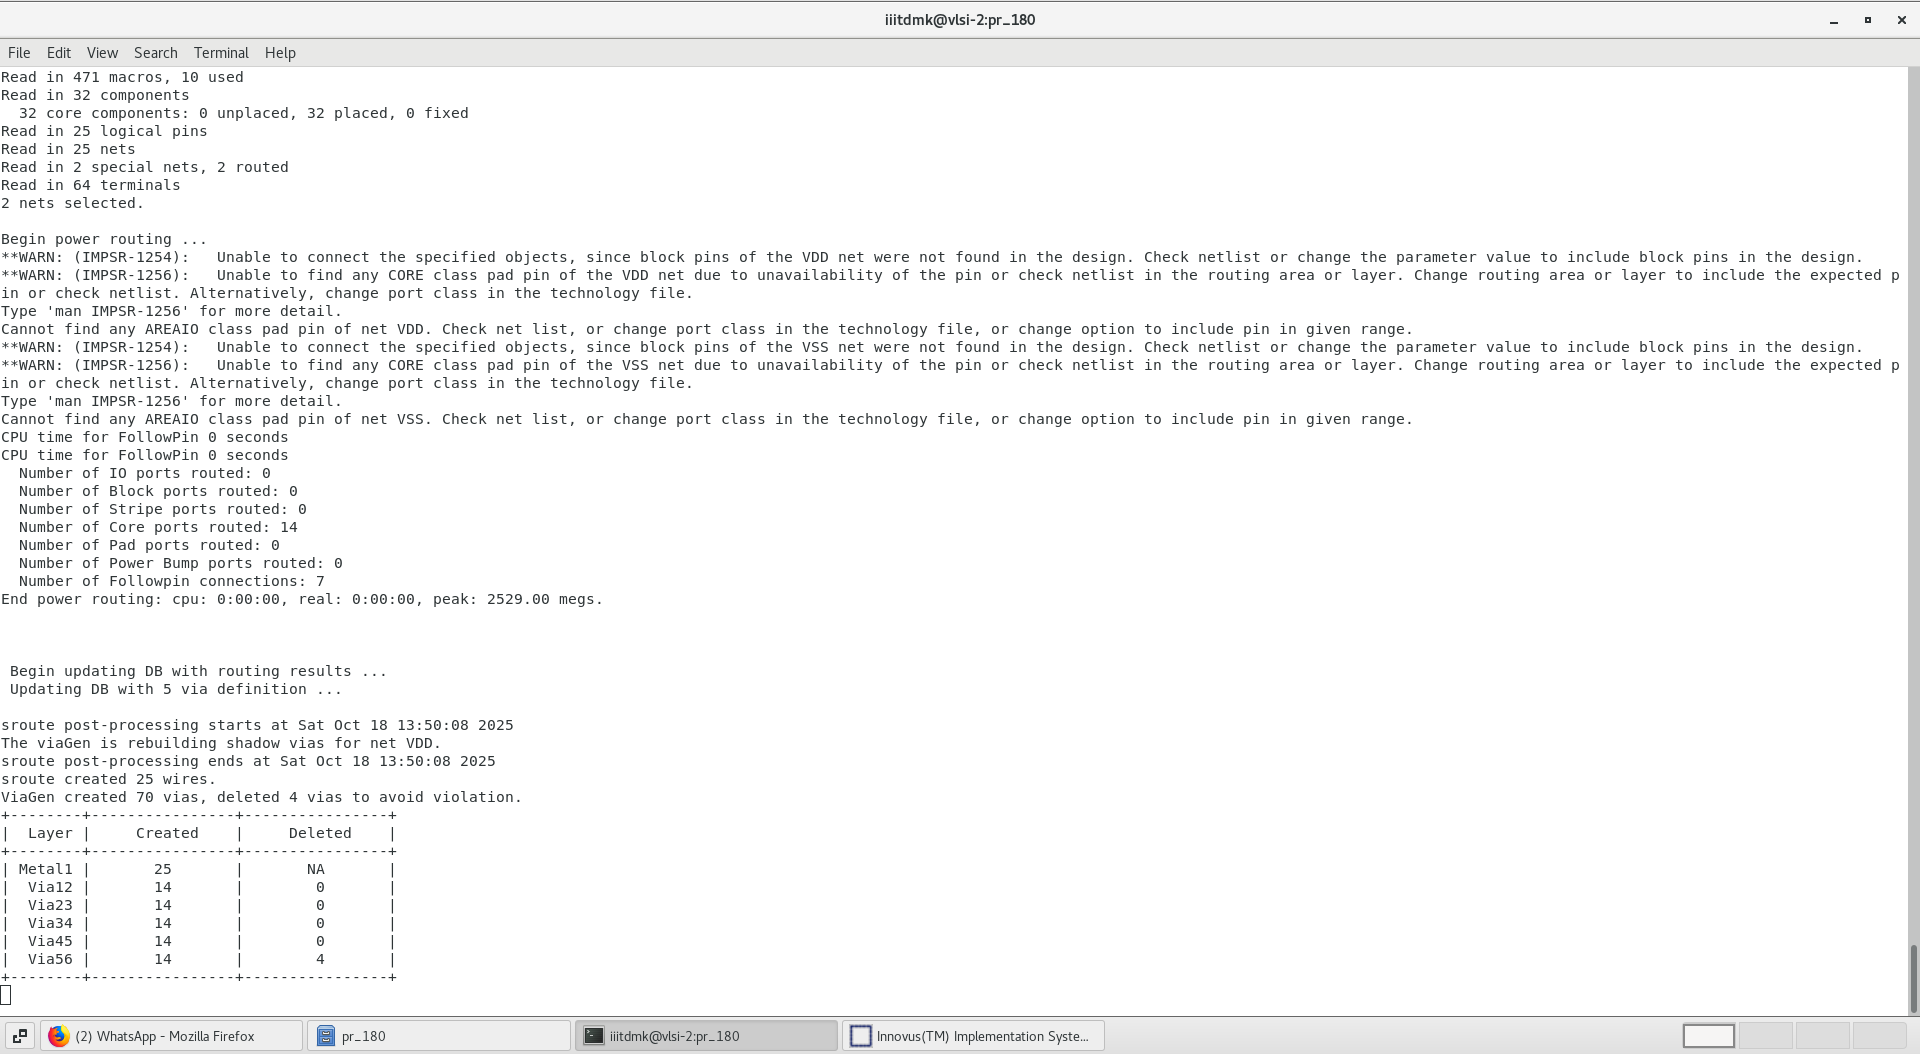 iiitdmk@vlsi-2:pr_180
File Edit View Search Terminal Help
Read in 471 macros, 10 used
Read in 32 components
  32 core components: 0 unplaced, 32 placed, 0 fixed
Read in 25 logical pins
Read in 25 nets
Read in 2 special nets, 2 routed
Read in 64 terminals
2 nets selected.

Begin power routing ...
**WARN: (IMPSR-1254):   Unable to connect the specified objects, since block pins of the VDD net were not found in the design. Check netlist or change the parameter value to include block pins in the design.
**WARN: (IMPSR-1256):   Unable to find any CORE class pad pin of the VDD net due to unavailability of the pin or check netlist in the routing area or layer. Change routing area or layer to include the expected p
in or check netlist. Alternatively, change port class in the technology file.
Type 'man IMPSR-1256' for more detail.
Cannot find any AREAIO class pad pin of net VDD. Check net list, or change port class in the technology file, or change option to include pin in given range.
**WARN: (IMPSR-1254):   Unable to connect the specified objects, since block pins of the VSS net were not found in the design. Check netlist or change the parameter value to include block pins in the design.
**WARN: (IMPSR-1256):   Unable to find any CORE class pad pin of the VSS net due to unavailability of the pin or check netlist in the routing area or layer. Change routing area or layer to include the expected p
in or check netlist. Alternatively, change port class in the technology file.
Type 'man IMPSR-1256' for more detail.
Cannot find any AREAIO class pad pin of net VSS. Check net list, or change port class in the technology file, or change option to include pin in given range.
CPU time for FollowPin 0 seconds
CPU time for FollowPin 0 seconds
  Number of IO ports routed: 0
  Number of Block ports routed: 0
  Number of Stripe ports routed: 0
  Number of Core ports routed: 14
  Number of Pad ports routed: 0
  Number of Power Bump ports routed: 0
  Number of Followpin connections: 7
End power routing: cpu: 0:00:00, real: 0:00:00, peak: 2529.00 megs.

 Begin updating DB with routing results ...
 Updating DB with 5 via definition ...

sroute post-processing starts at Sat Oct 18 13:50:08 2025
The viaGen is rebuilding shadow vias for net VDD.
sroute post-processing ends at Sat Oct 18 13:50:08 2025
sroute created 25 wires.
ViaGen created 70 vias, deleted 4 vias to avoid violation.
+--------+----------------+----------------+
|  Layer |     Created    |     Deleted    |
+--------+----------------+----------------+
| Metal1 |       25       |       NA       |
|  Via12 |       14       |        0       |
|  Via23 |       14       |        0       |
|  Via34 |       14       |        0       |
|  Via45 |       14       |        0       |
|  Via56 |       14       |        4       |
+--------+----------------+----------------+
(2) WhatsApp - Mozilla Firefox
pr_180
iiitdmk@vlsi-2:pr_180
Innovus(TM) Implementation Syste...